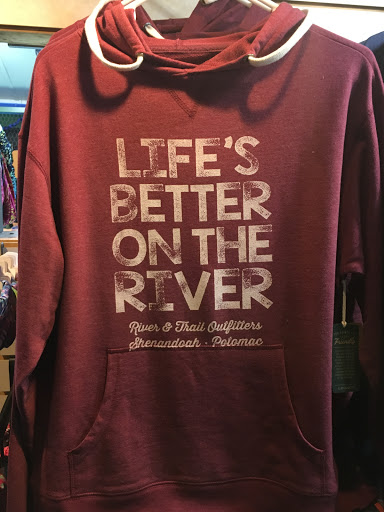 LIFE'S
BETTER
ON THE
RIVER
River & Trail Outfitters
Shenandoah · Potomac